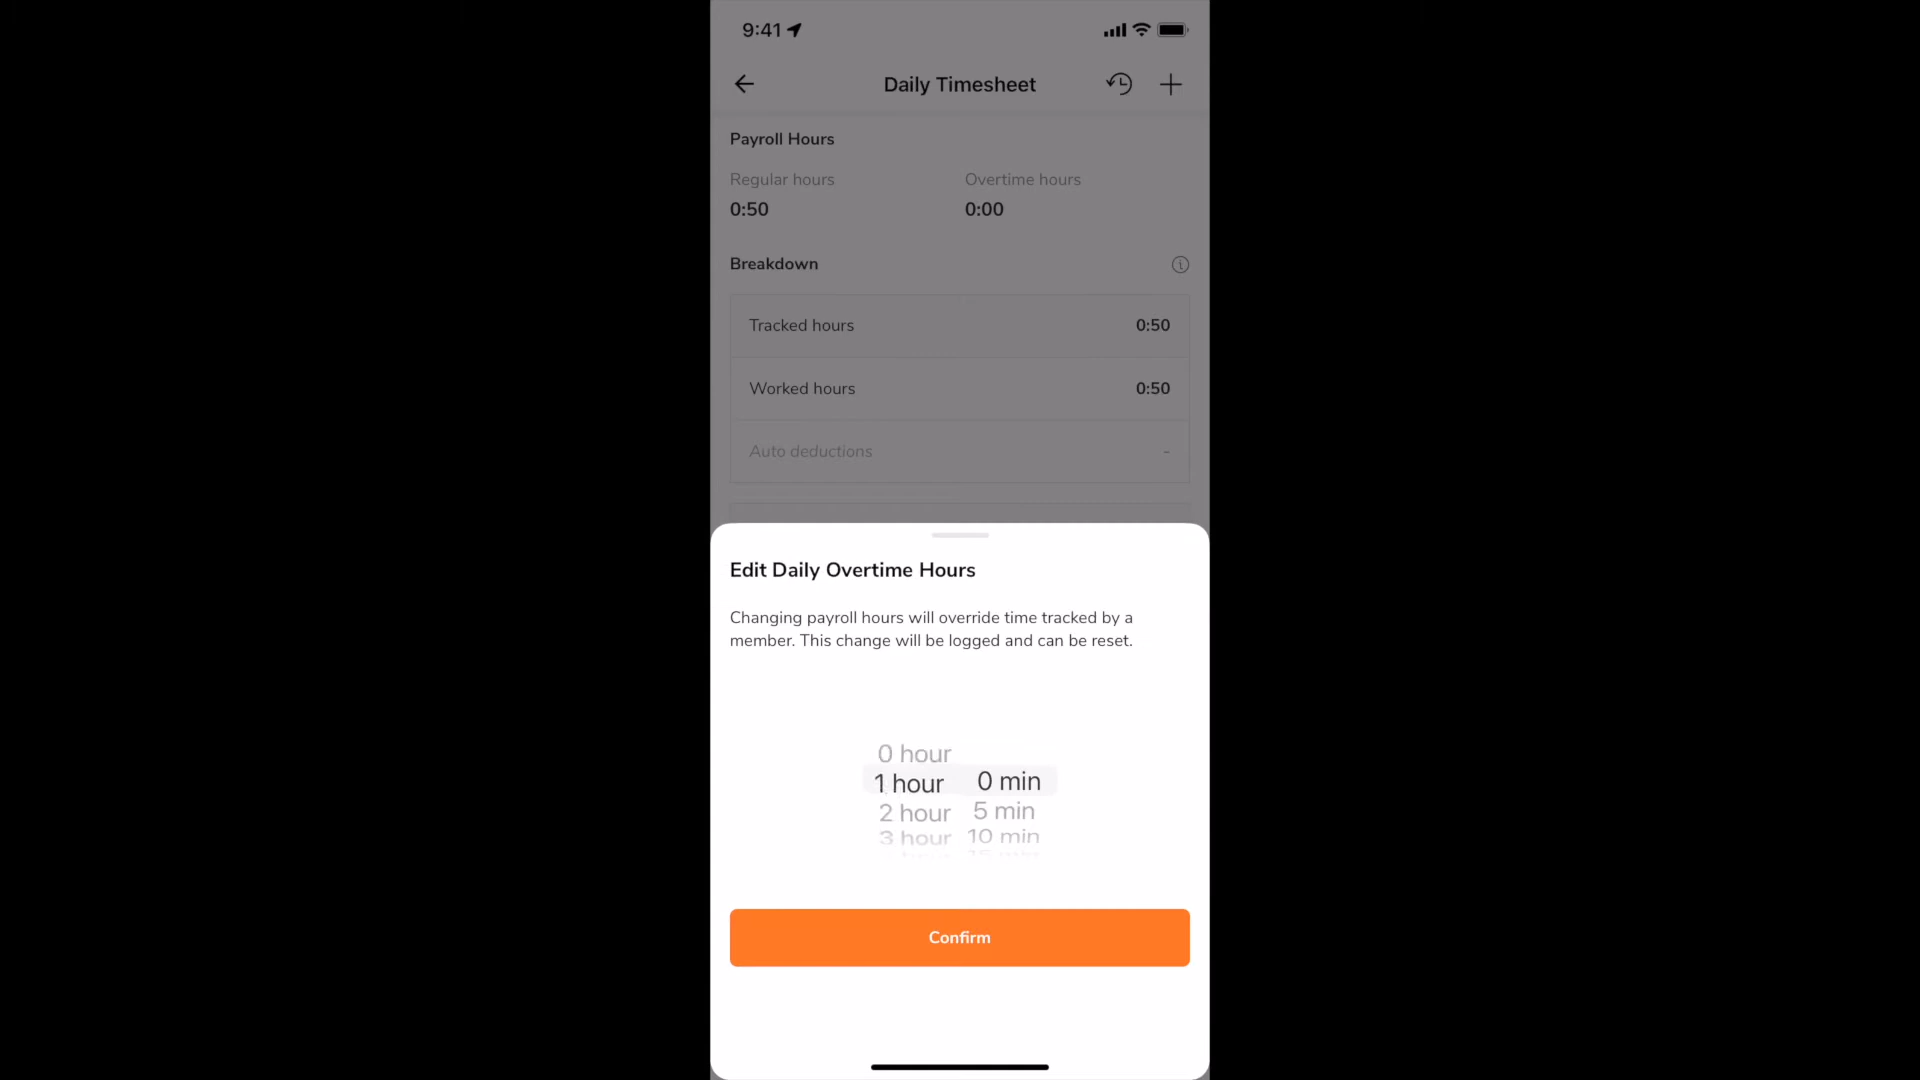 9:41
Daily Timesheet
Payroll Hours
Regular hours Overtime hours
0:50 0:00
Breakdown
Tracked hours 0:50
Worked hours 0:50
Auto deductions -
Edit Daily Overtime Hours
Changing payroll hours will override time tracked by a
member. This change will be logged and can be reset.
0 hour
1 hour 0 min
2 hour 5 min
3 hour 10 min
Confirm